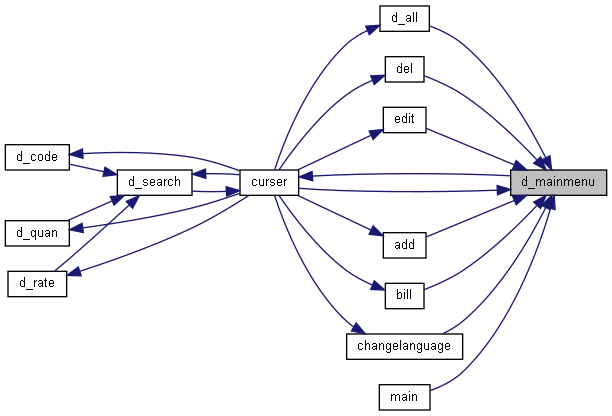 d_all
del
edit
d_code
d_search
curser
d_mainmenu
d_quan
add
d_rate
bill
changelanguage
main